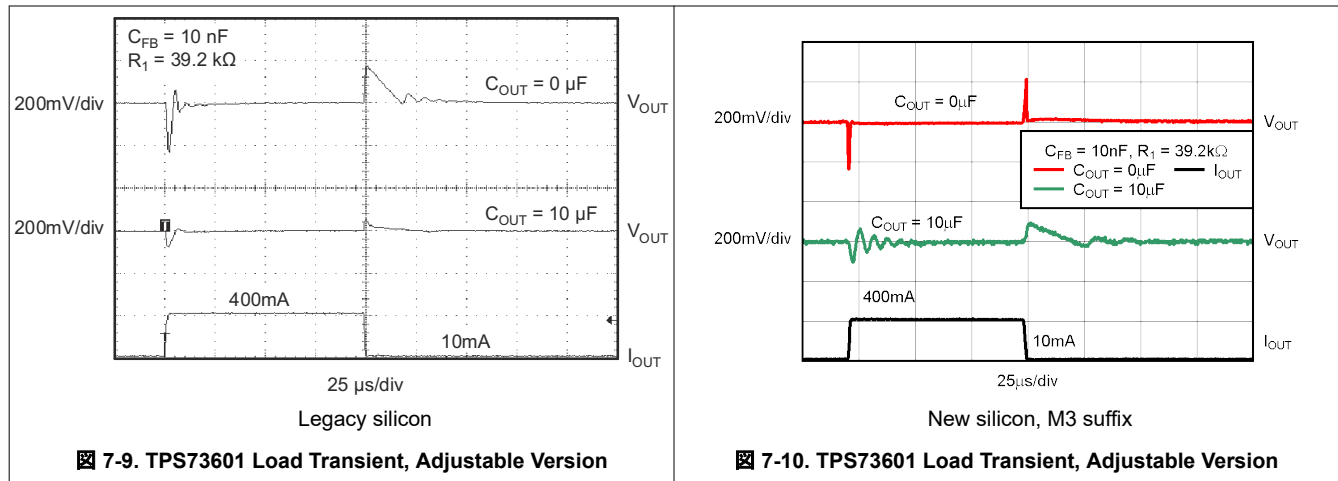 C_FB = 10 nF
R_1 = 39.2 kΩ
C_OUT = 0 µF
200mV/div
V_OUT
C_OUT = 10 µF
200mV/div
V_OUT
400mA
10mA
I_OUT
25 µs/div
Legacy silicon
図 7-9. TPS73601 Load Transient, Adjustable Version
C_OUT = 0µF
200mV/div
V_OUT
C_FB = 10nF, R_1 = 39.2kΩ
C_OUT = 0µF
I_OUT
C_OUT = 10µF
C_OUT = 10µF
200mV/div
V_OUT
400mA
10mA
I_OUT
25µs/div
New silicon, M3 suffix
図 7-10. TPS73601 Load Transient, Adjustable Version